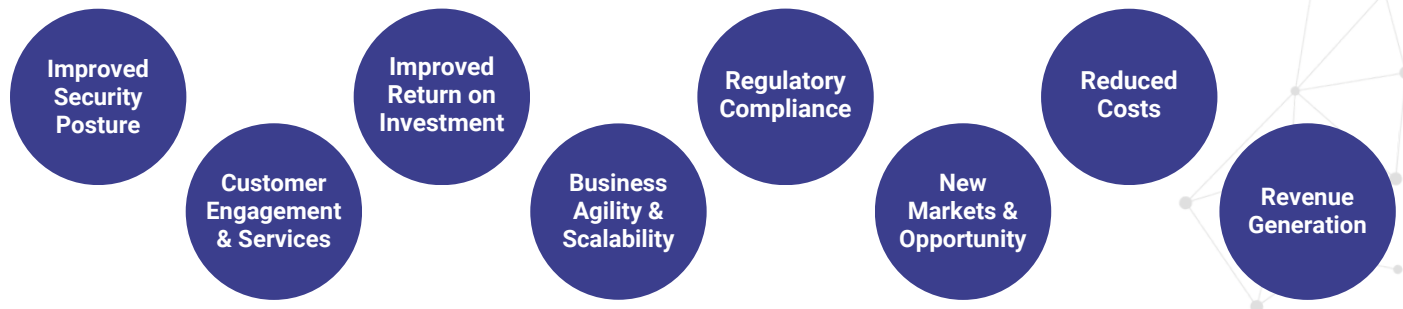 Improved
Security
Posture
Customer
Engagement
& Services
Improved
Return on
Investment
Business
Agility &
Scalability
Regulatory
Compliance
New
Markets &
Opportunity
Reduced
Costs
Revenue
Generation